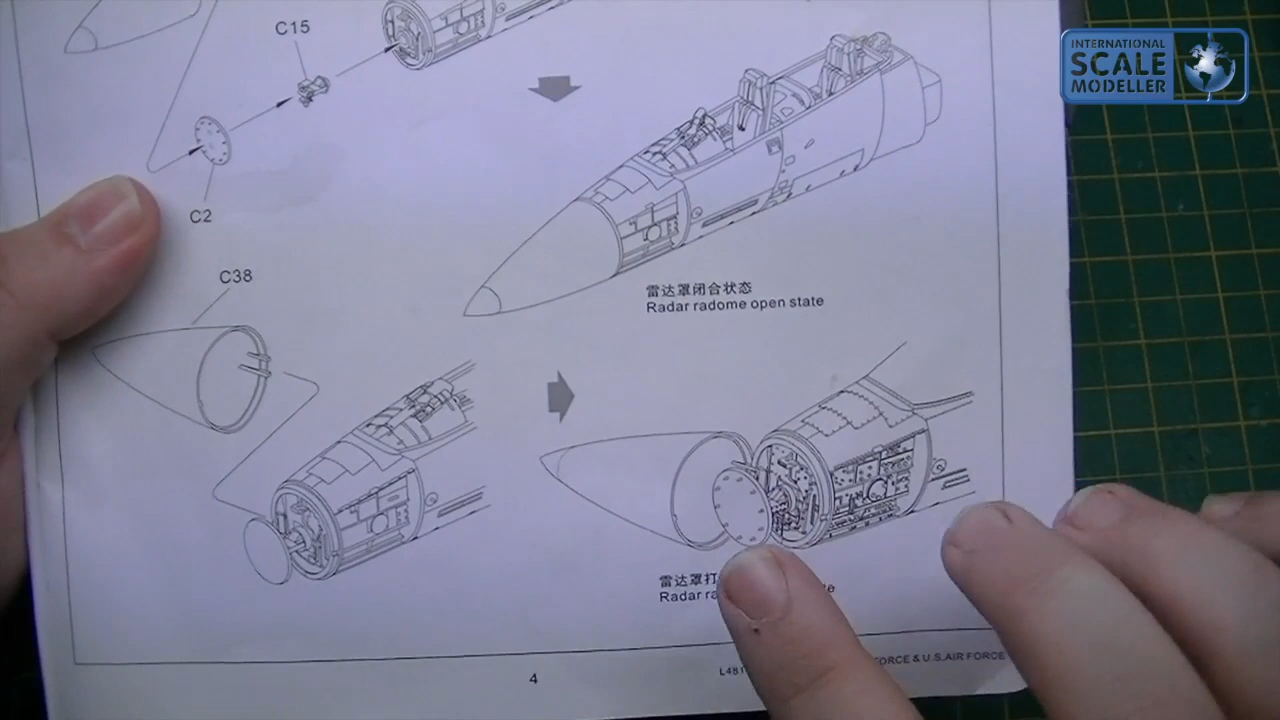 C15
INTERNATIONAL
SCALE
MODELLER
C2
C38
雷达罩闭合状态
Radar radome open state
雷达罩打
Radar
4
L481
FORCE & U.S.AIR FORCE